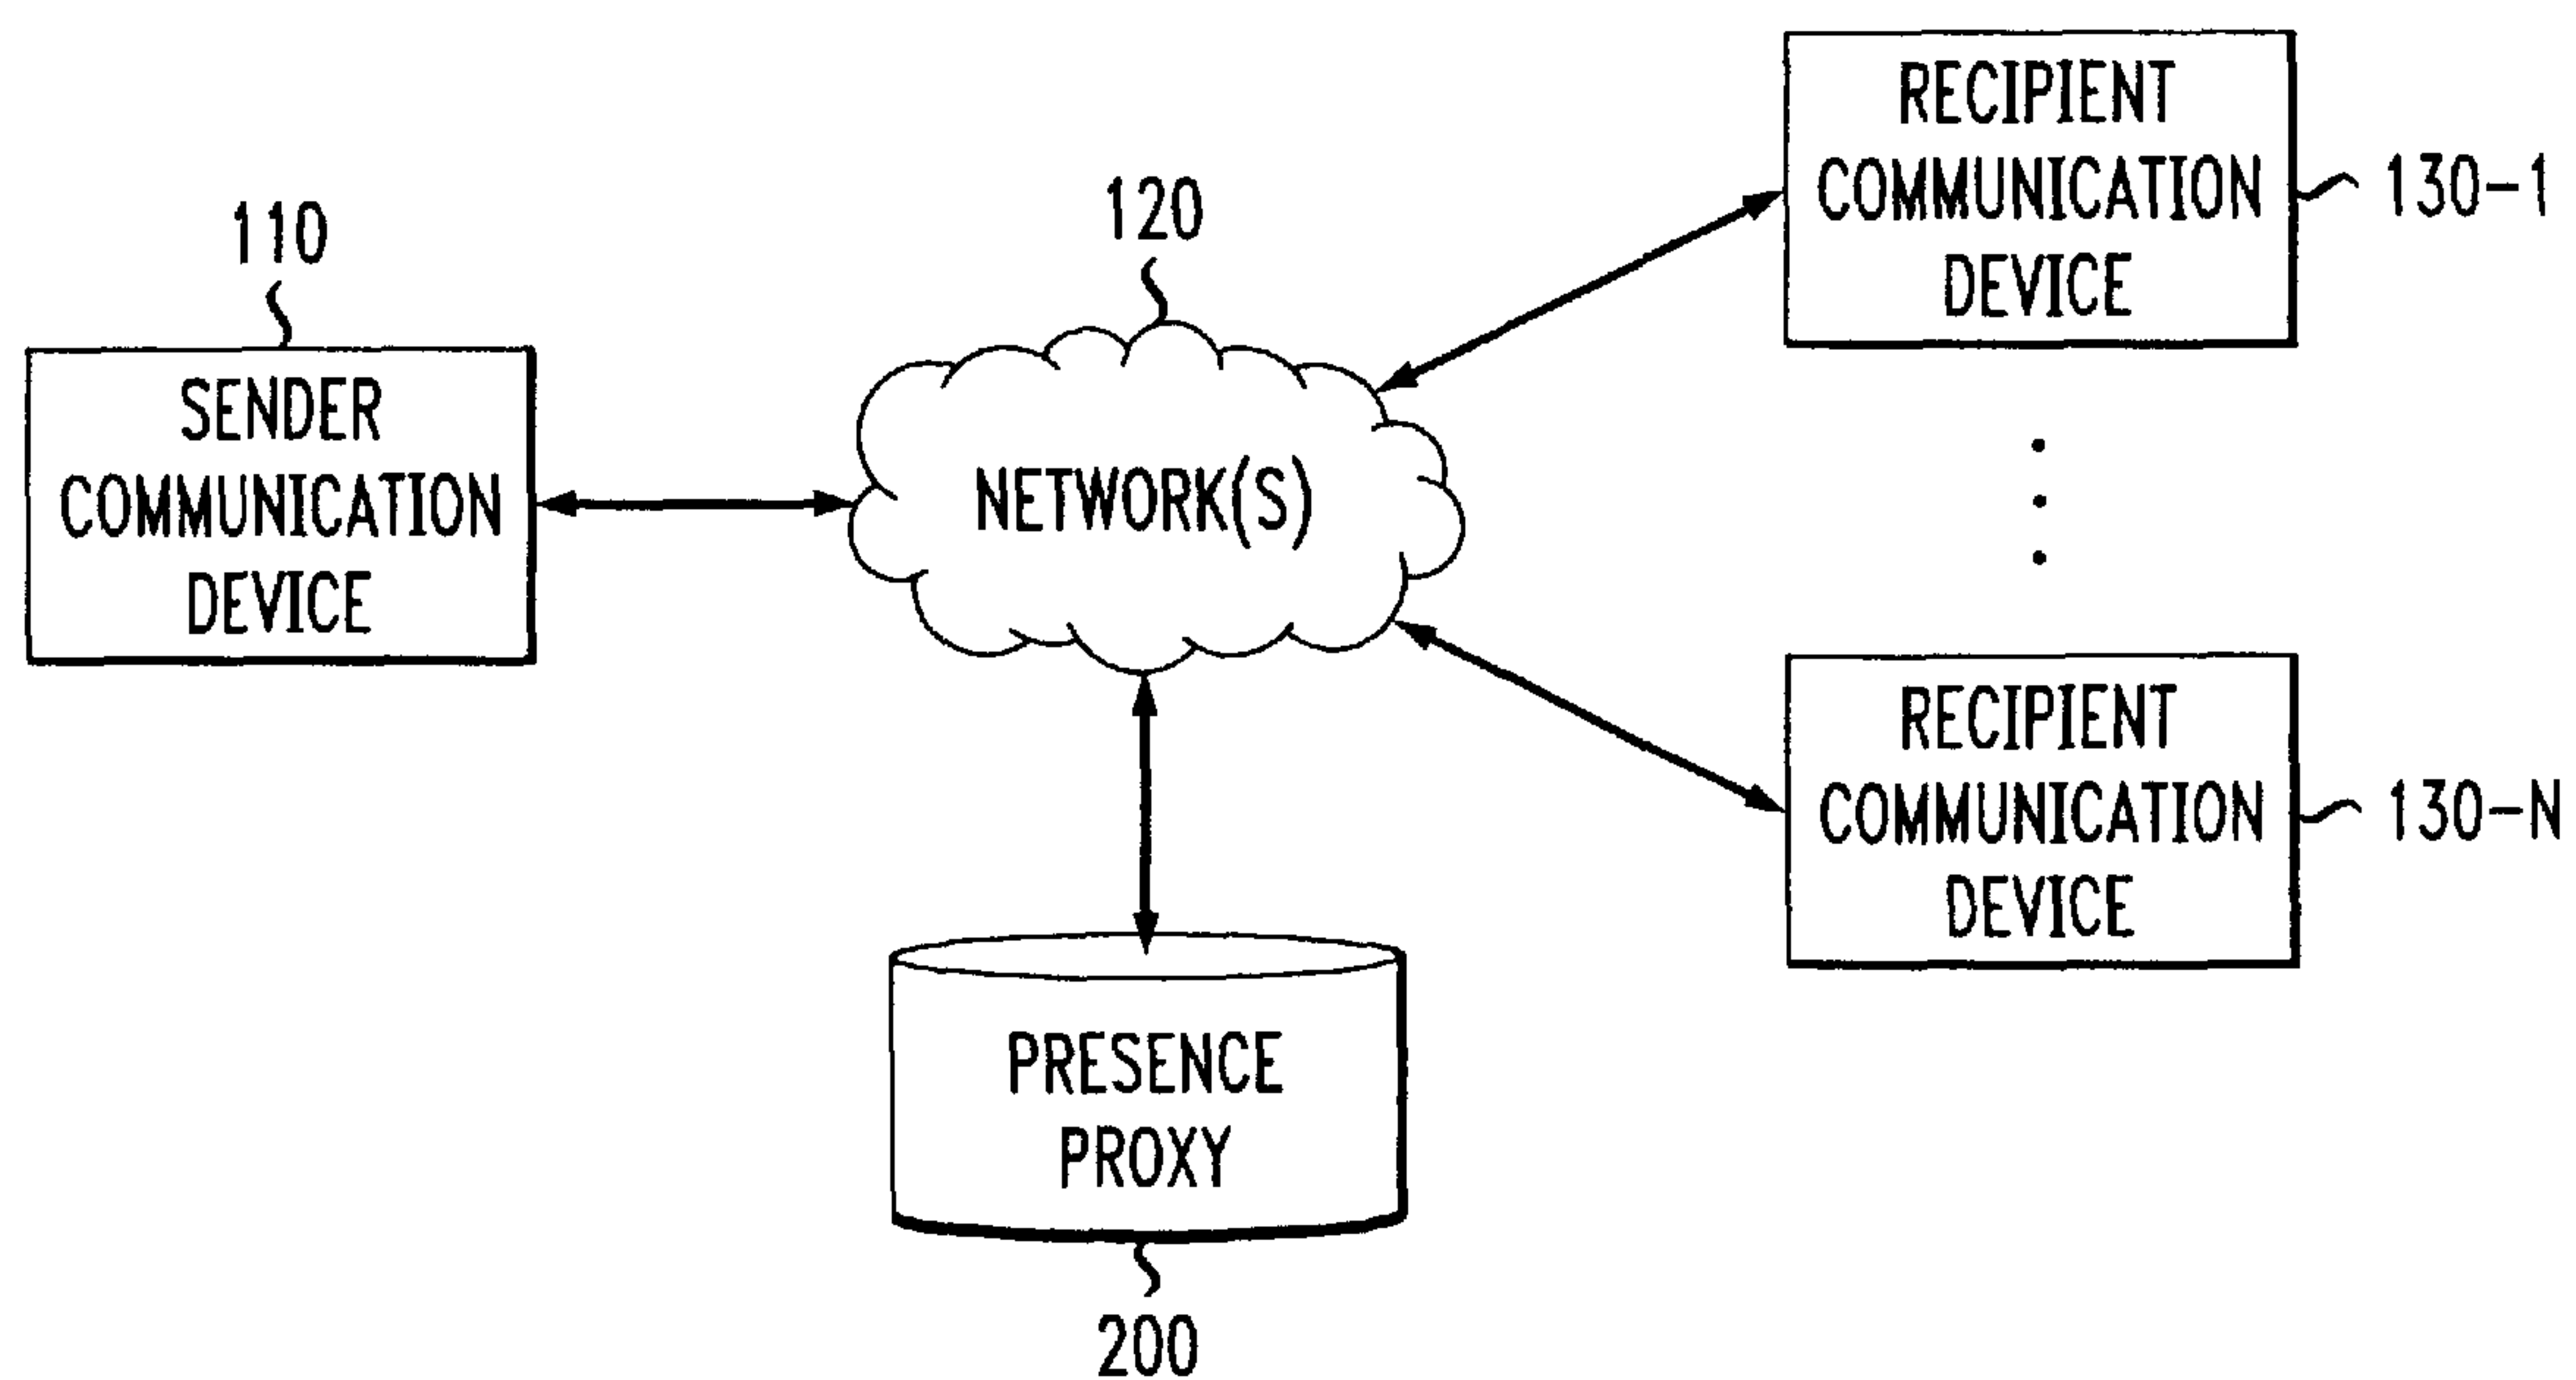 110
SENDER
COMMUNICATION
DEVICE
120
NETWORK(S)
RECIPIENT
COMMUNICATION
DEVICE
130-1
RECIPIENT
COMMUNICATION
DEVICE
130-N
PRESENCE
PROXY
200